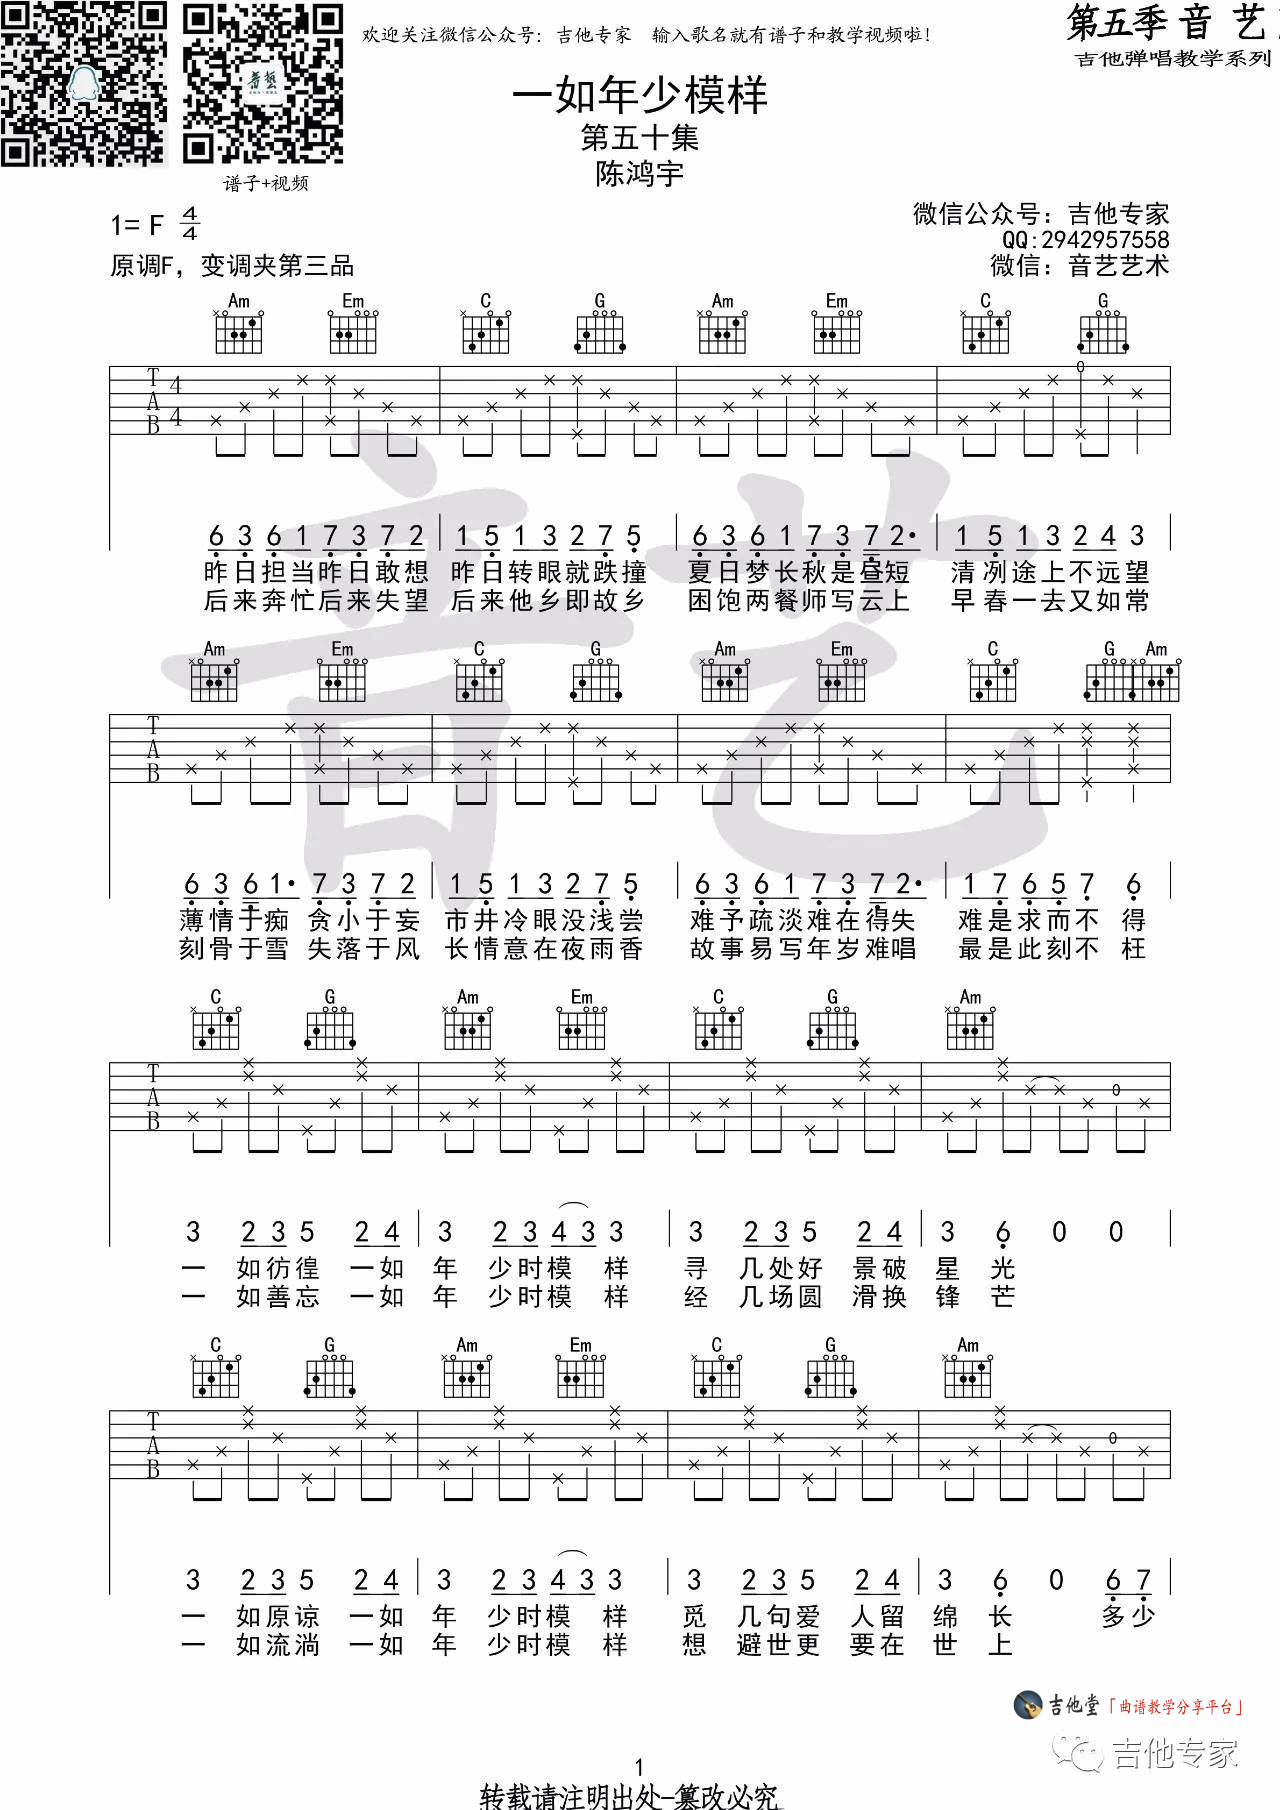 欢迎关注微信公众号：吉他专家　输入歌名就有谱子和教学视频啦！
第五季 音 艺
吉他弹唱教学系列
音藝
谱子+视频
一如年少模样
第五十集
陈鸿宇
1= F 4/4
原调F，变调夹第三品
微信公众号：吉他专家
QQ:2942957558
微信：音艺艺术
Am Em C G Am Em C G
T A B 4 4 0
6 3 6 1 7 3 7 2 1 5 1 3 2 7 5 6 3 6 1 7 3 7 2· 1 5 1 3 2 4 3
昨日担当昨日敢想 昨日转眼就跌撞 夏日梦长秋是昼短 清冽途上不远望
后来奔忙后来失望 后来他乡即故乡 困饱两餐师写云上 早春一去又如常
Am Em C G Am Em C G Am
T A B
6 3 6 1· 7 3 7 2 1 5 1 3 2 7 5 6 3 6 1 7 3 7 2· 1 7 6 5 7 6
薄情于痴 贪小于妄 市井冷眼没浅尝 难予疏淡难在得失 难是求而不 得
刻骨于雪 失落于风 长情意在夜雨香 故事易写年岁难唱 最是此刻不 枉
C G Am Em C G Am
T A B 0
3 2 3 5 2 4 3 2 3 4 3 3 3 2 3 5 2 4 3 6 0 0
一 如彷徨 一如 年 少时模 样 寻 几处好 景破 星 光
一 如善忘 一如 年 少时模 样 经 几场圆 滑换 锋 芒
C G Am Em C G Am
T A B 0
3 2 3 5 2 4 3 2 3 4 3 3 3 2 3 5 2 4 3 6 0 6 7
一 如原谅 一如 年 少时模 样 觅 几句爱 人留 绵 长 多少
一 如流淌 一如 年 少时模 样 想 避世更 要在 世 上
吉他堂「曲谱教学分享平台」
吉他专家
1
转载请注明出处-篡改必究
音艺